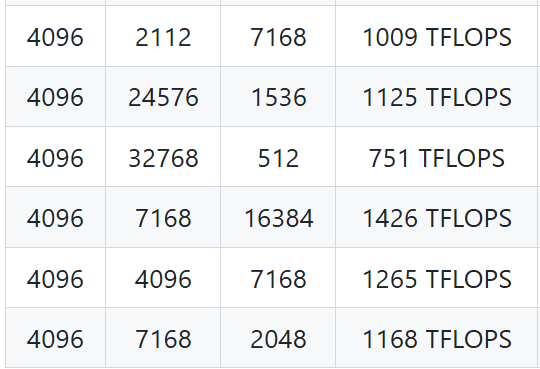 4096 2112 7168 1009 TFLOPS
4096 24576 1536 1125 TFLOPS
4096 32768 512 751 TFLOPS
4096 7168 16384 1426 TFLOPS
4096 4096 7168 1265 TFLOPS
4096 7168 2048 1168 TFLOPS